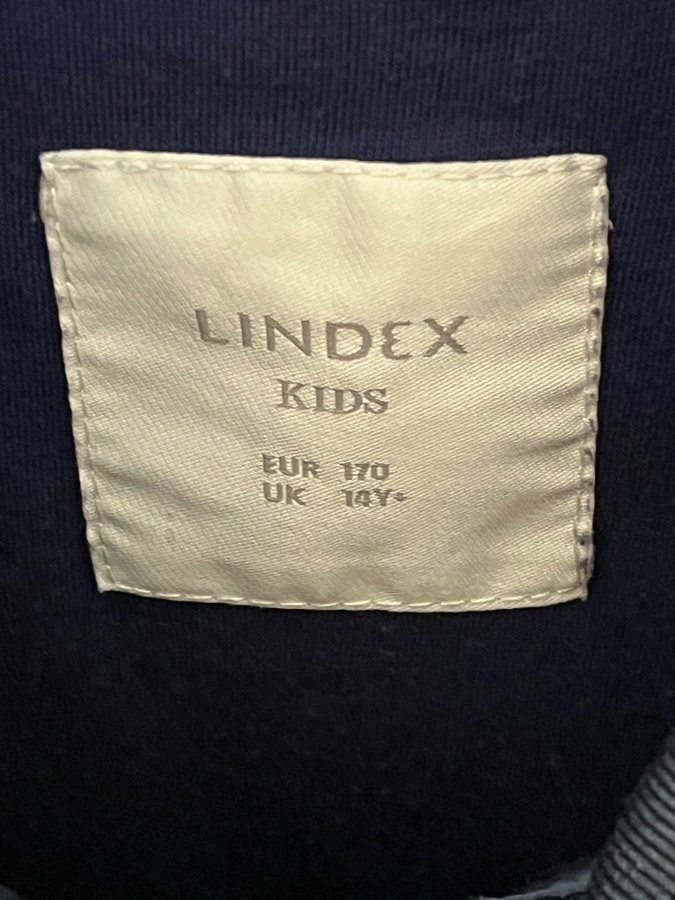 LINDEX
KIDS
EUR 170
UK 14Y+